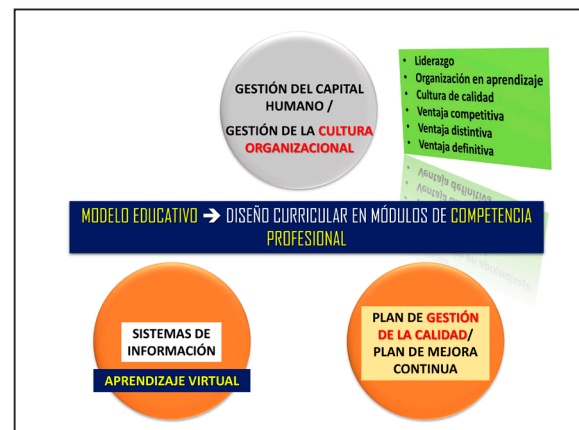 GESTIÓN DEL CAPITAL
HUMANO /
GESTIÓN DE LA CULTURA
ORGANIZACIONAL
• Liderazgo
• Organización en aprendizaje
• Cultura de calidad
• Ventaja competitiva
• Ventaja distintiva
• Ventaja definitiva
MODELO EDUCATIVO ➔ DISEÑO CURRICULAR EN MÓDULOS DE COMPETENCIA
PROFESIONAL
SISTEMAS DE
INFORMACIÓN
APRENDIZAJE VIRTUAL
PLAN DE GESTIÓN
DE LA CALIDAD/
PLAN DE MEJORA
CONTINUA